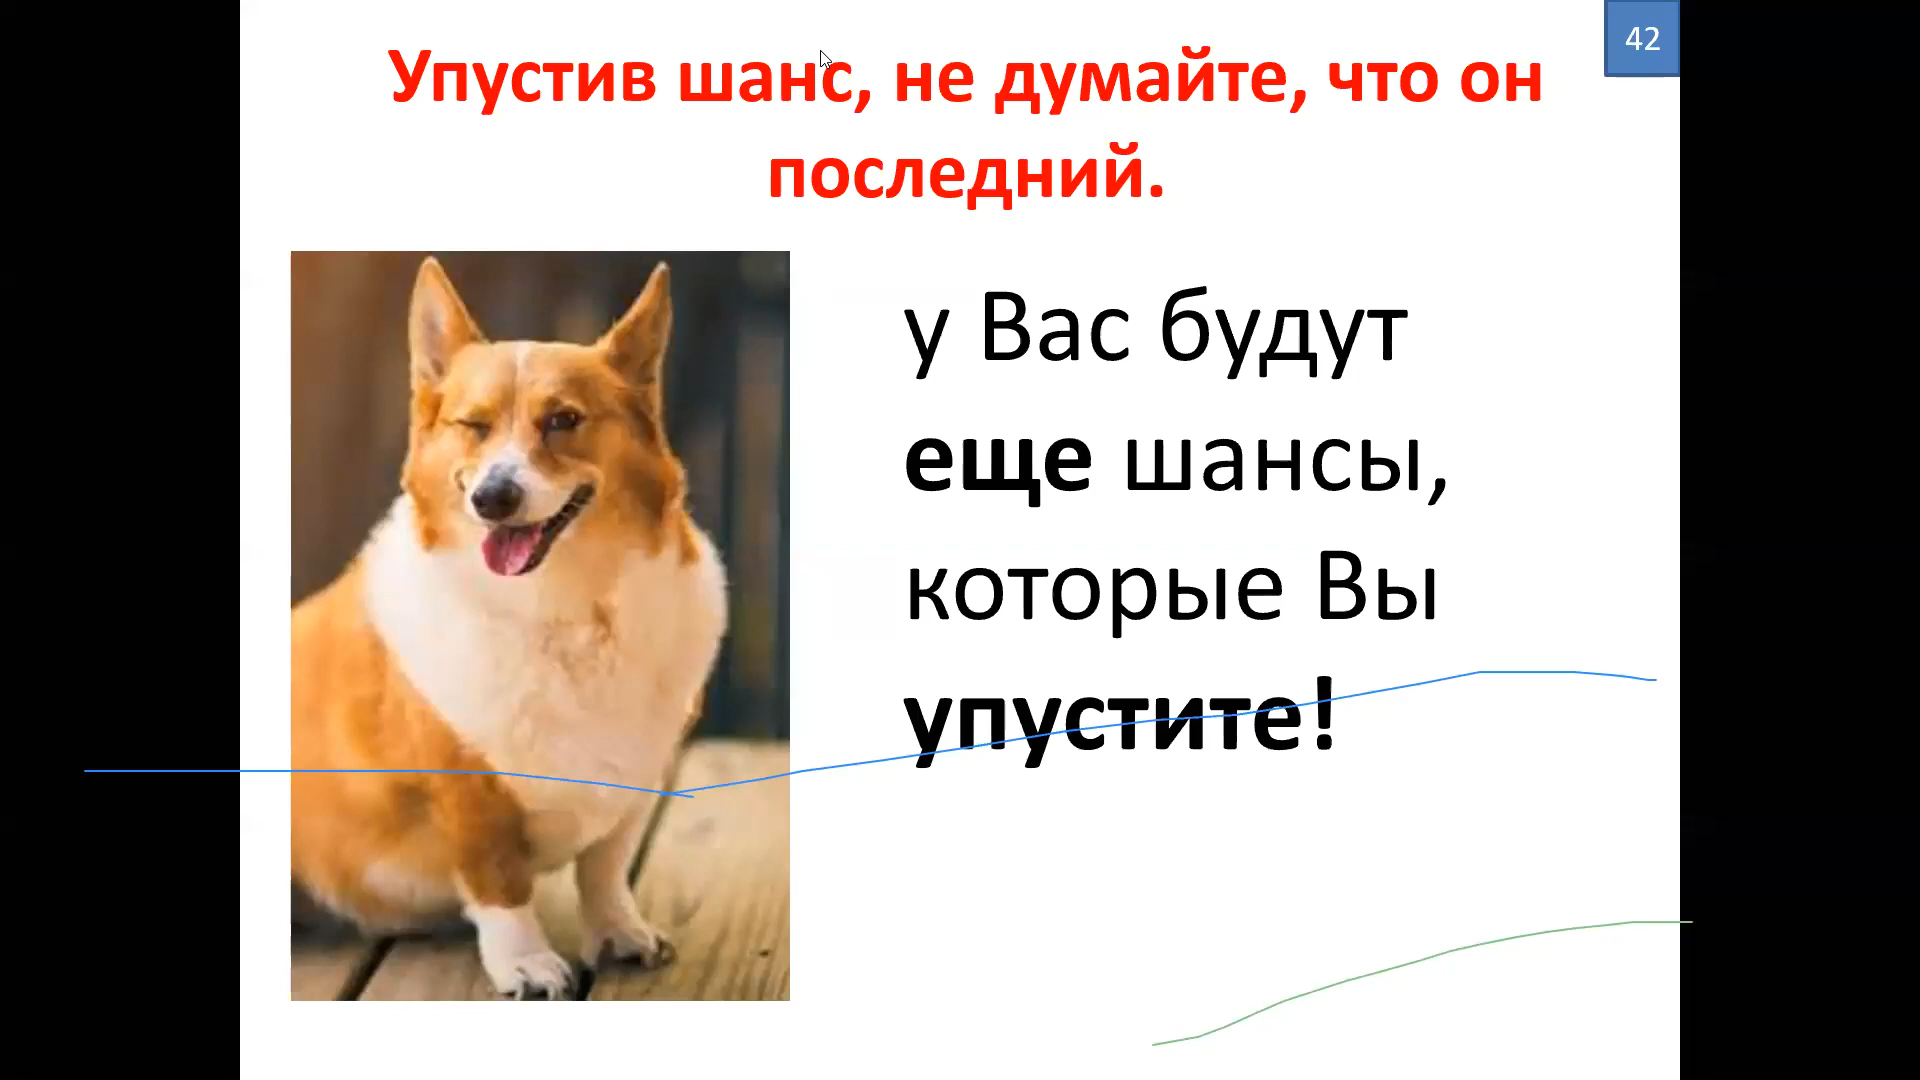 42
Упустив шанс, не думайте, что он
последний.
у Вас будут
еще шансы,
которые Вы
упустите!